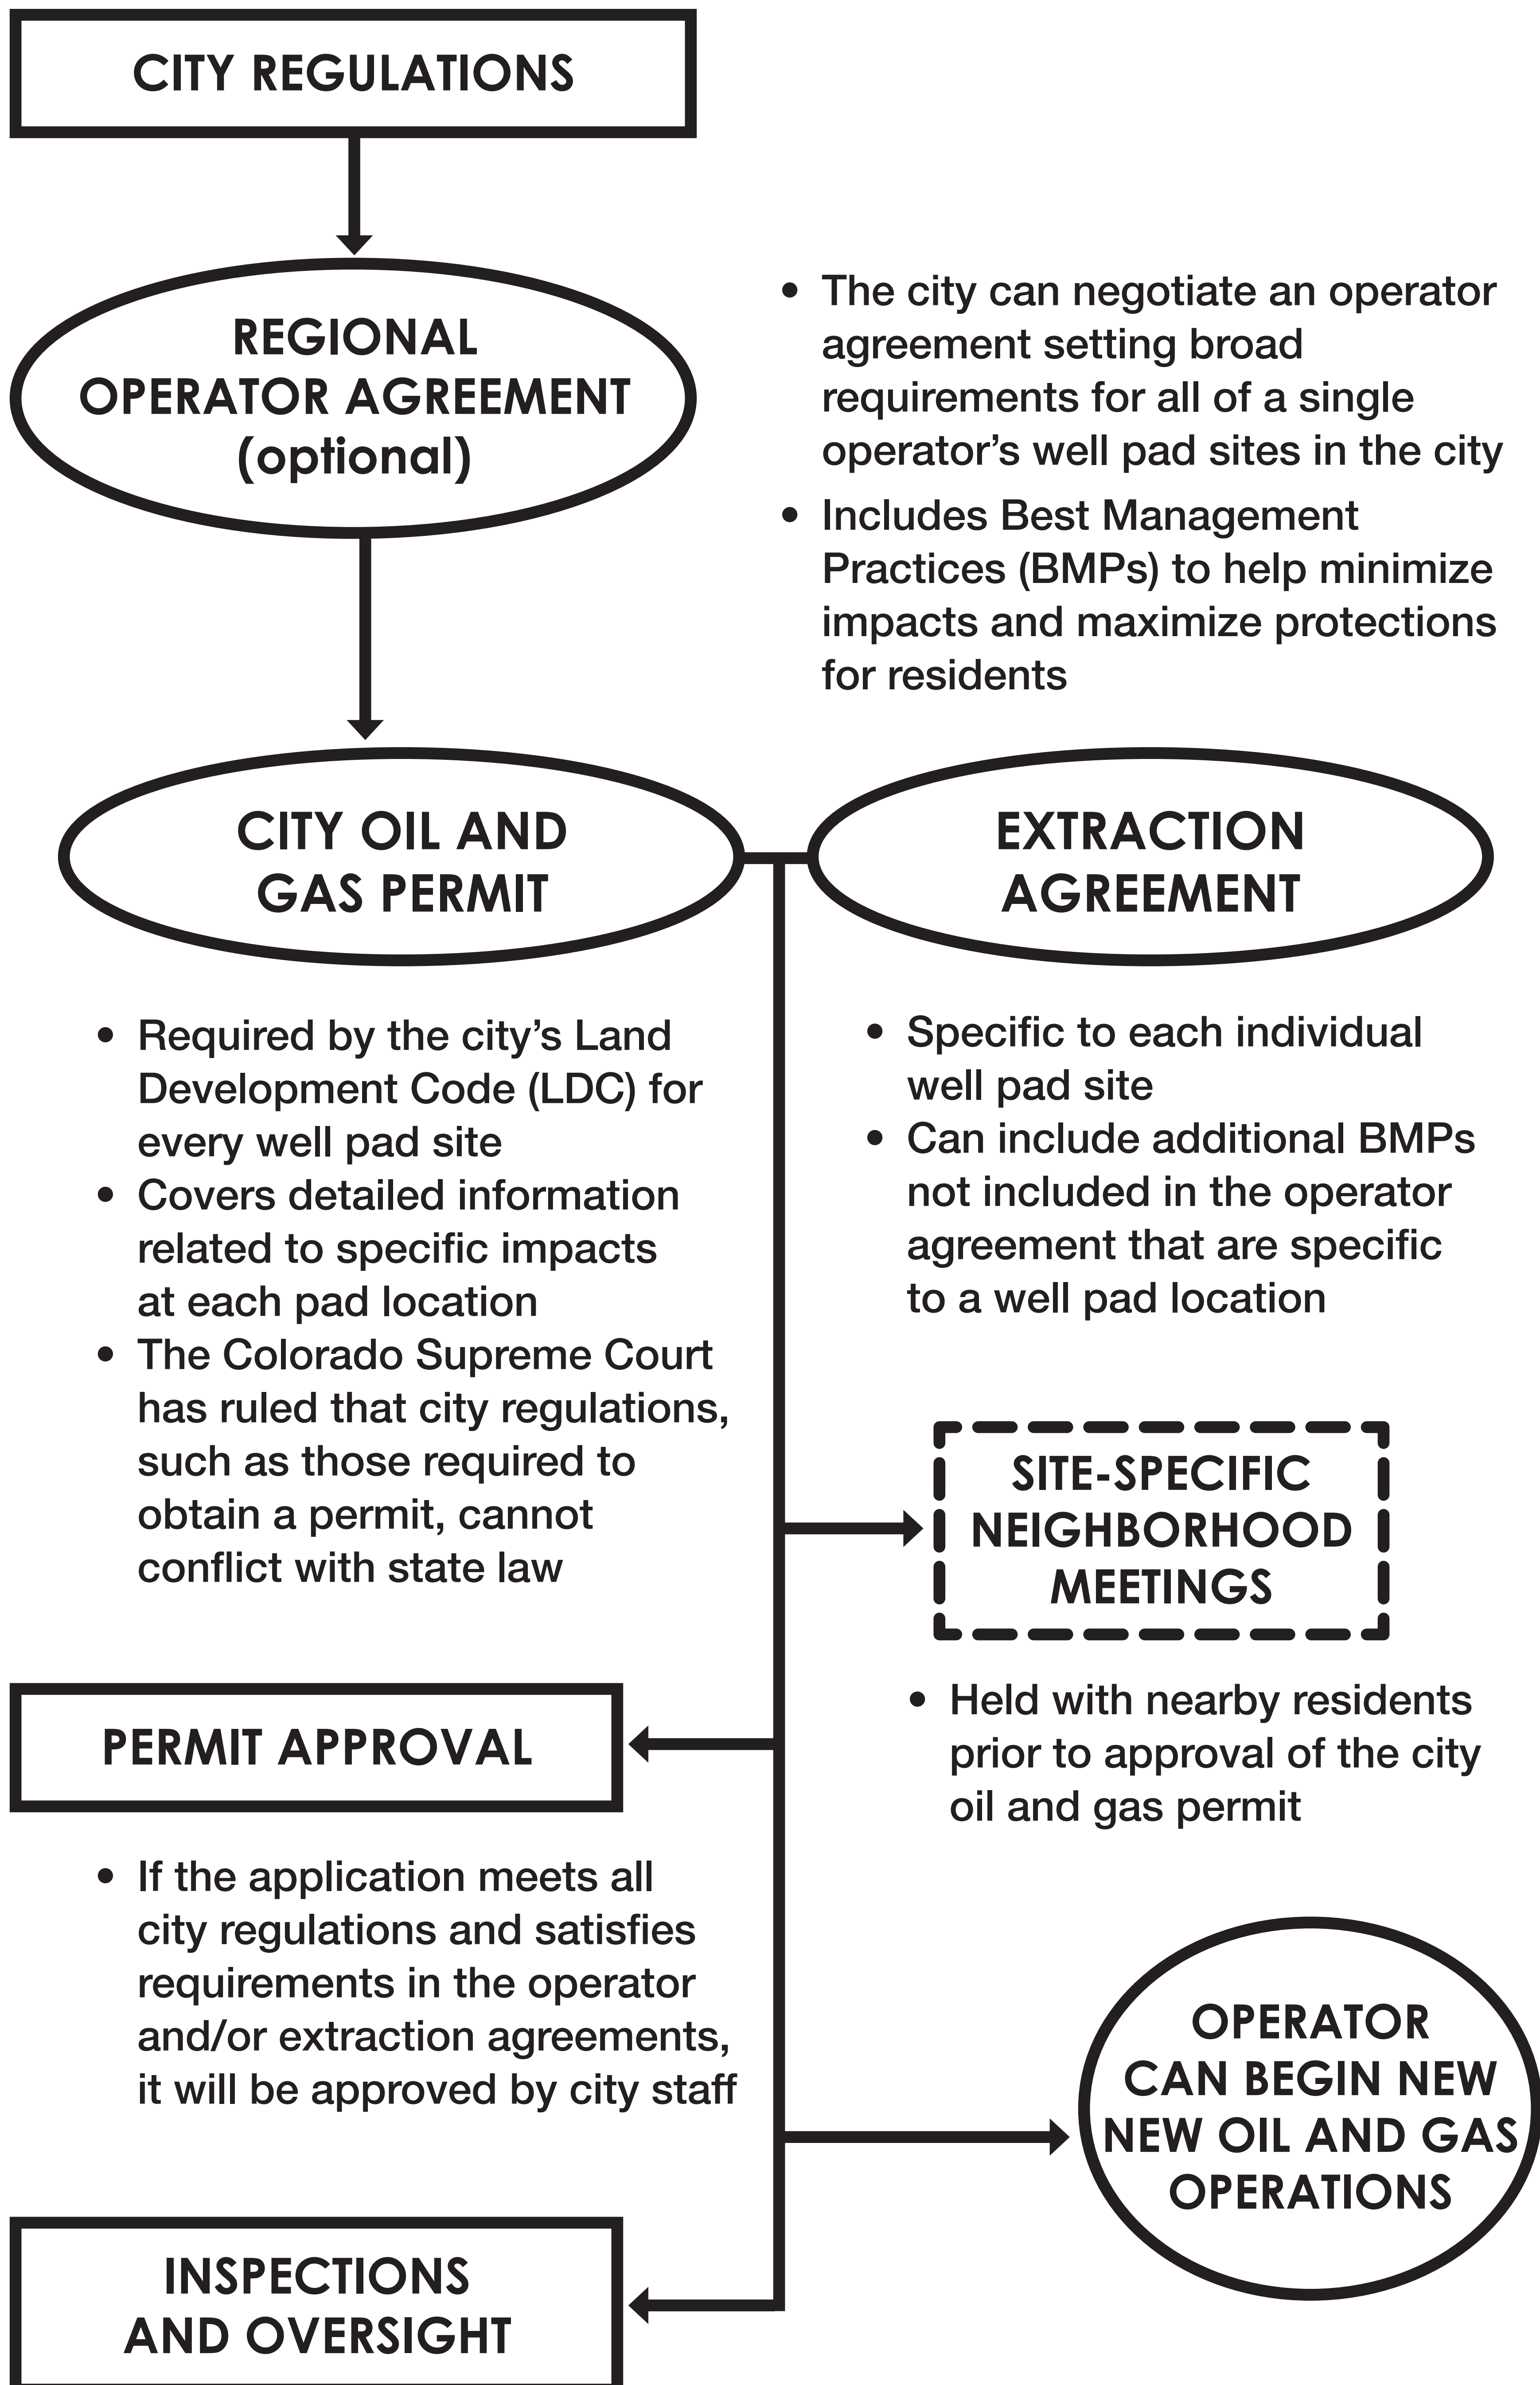 CITY REGULATIONS
REGIONAL
OPERATOR AGREEMENT
(optional)
• The city can negotiate an operator
agreement setting broad
requirements for all of a single
operator’s well pad sites in the city
• Includes Best Management
Practices (BMPs) to help minimize
impacts and maximize protections
for residents
CITY OIL AND
GAS PERMIT
EXTRACTION
AGREEMENT
• Required by the city’s Land
Development Code (LDC) for
every well pad site
• Covers detailed information
related to specific impacts
at each pad location
• The Colorado Supreme Court
has ruled that city regulations,
such as those required to
obtain a permit, cannot
conflict with state law
• Specific to each individual
well pad site
• Can include additional BMPs
not included in the operator
agreement that are specific
to a well pad location
SITE-SPECIFIC
NEIGHBORHOOD
MEETINGS
• Held with nearby residents
prior to approval of the city
oil and gas permit
PERMIT APPROVAL
• If the application meets all
city regulations and satisfies
requirements in the operator
and/or extraction agreements,
it will be approved by city staff
OPERATOR
CAN BEGIN NEW
NEW OIL AND GAS
OPERATIONS
INSPECTIONS
AND OVERSIGHT